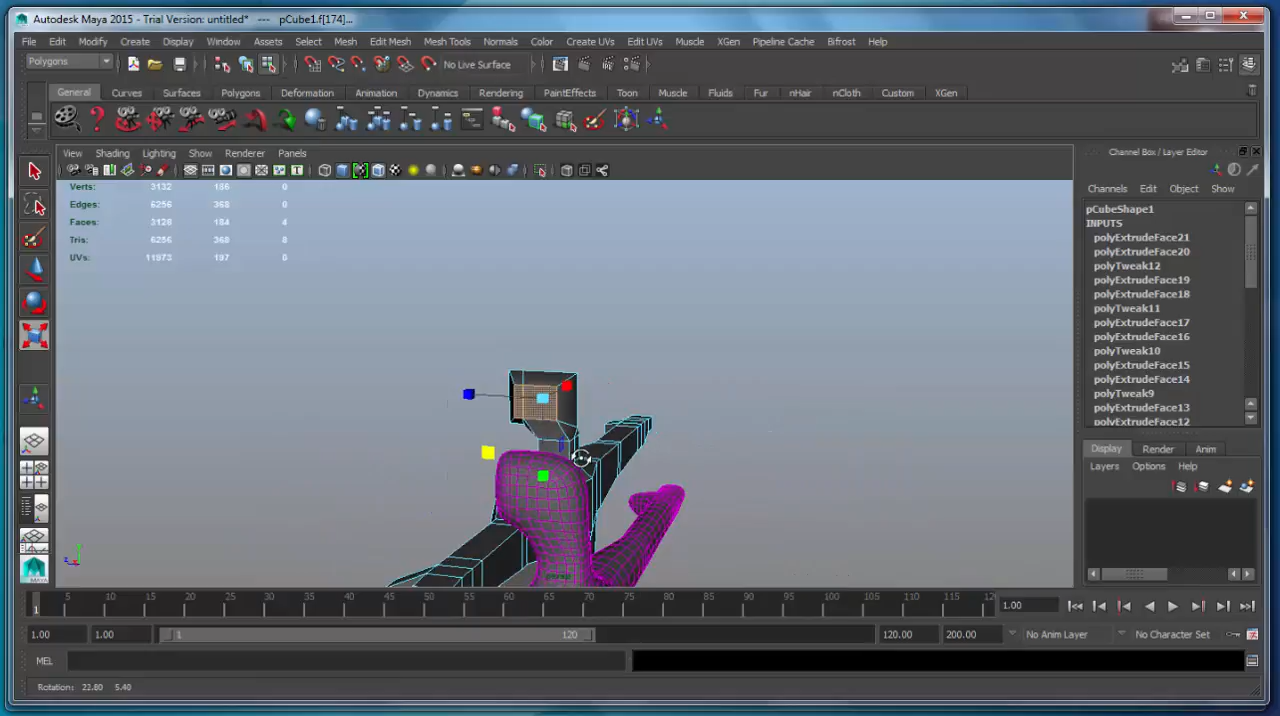 Autodesk Maya 2015 - Trial Version: untitled* --- pCube1.f[174]...
File Edit Modify Create Display Window Assets Select Mesh Edit Mesh Mesh Tools Normals Color Create UVs Edit UVs Muscle XGen Pipeline Cache Bifrost Help
Polygons No Live Surface
General Curves Surfaces Polygons Deformation Animation Dynamics Rendering PaintEffects Toon Muscle Fluids Fur nHair nCloth Custom XGen
View Shading Lighting Show Renderer Panels
Channel Box / Layer Editor
Channels Edit Object Show
Verts: 3132 186 0
Edges: 6256 368 0
Faces: 3128 184 4
Tris: 6256 368 8
UVs: 11973 197 0
pCubeShape1
INPUTS
polyExtrudeFace21
polyExtrudeFace20
polyTweak12
polyExtrudeFace19
polyExtrudeFace18
polyTweak11
polyExtrudeFace17
polyExtrudeFace16
polyTweak10
polyExtrudeFace15
polyExtrudeFace14
polyTweak9
polyExtrudeFace13
polyExtrudeFace12
Display Render Anim
Layers Options Help
MAYA
1 5 10 15 20 25 30 35 40 45 50 55 60 65 70 75 80 85 90 95 100 105 110 115 12
1.00
1.00 1.00 1 120 120.00 200.00 No Anim Layer No Character Set
MEL
Rotation: 22.80 5.40